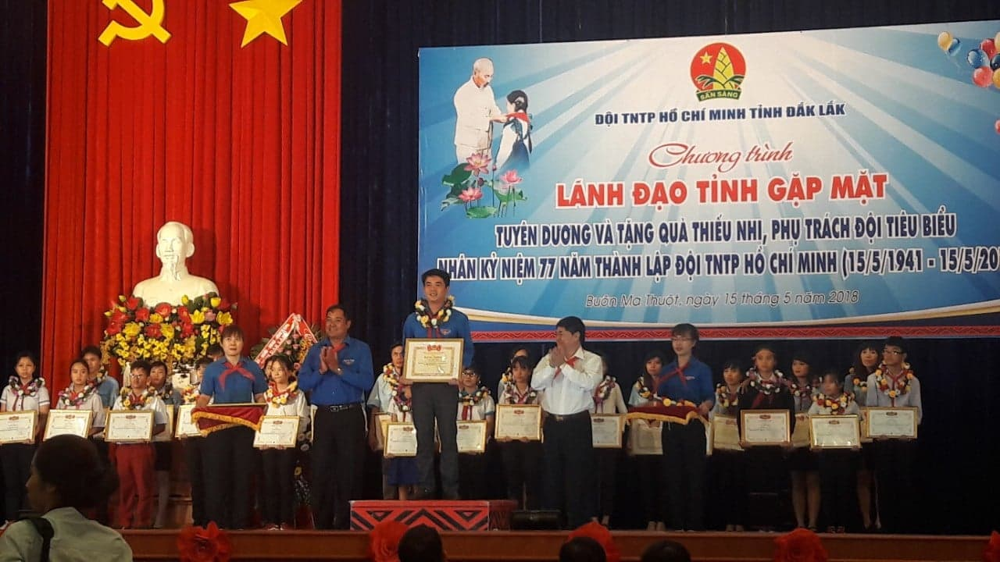 SẴN SÀNG
ĐỘI TNTP HỒ CHÍ MINH TỈNH ĐẮK LẮK
Chương trình
LÃNH ĐẠO TỈNH GẶP MẶT
TUYÊN DƯƠNG VÀ TẶNG QUÀ THIẾU NHI, PHỤ TRÁCH ĐỘI TIÊU BIỂU
NHÂN KỶ NIỆM 77 NĂM THÀNH LẬP ĐỘI TNTP HỒ CHÍ MINH (15/5/1941 - 15/5/20
Buôn Ma Thuột, ngày 15 tháng 5 năm 2018